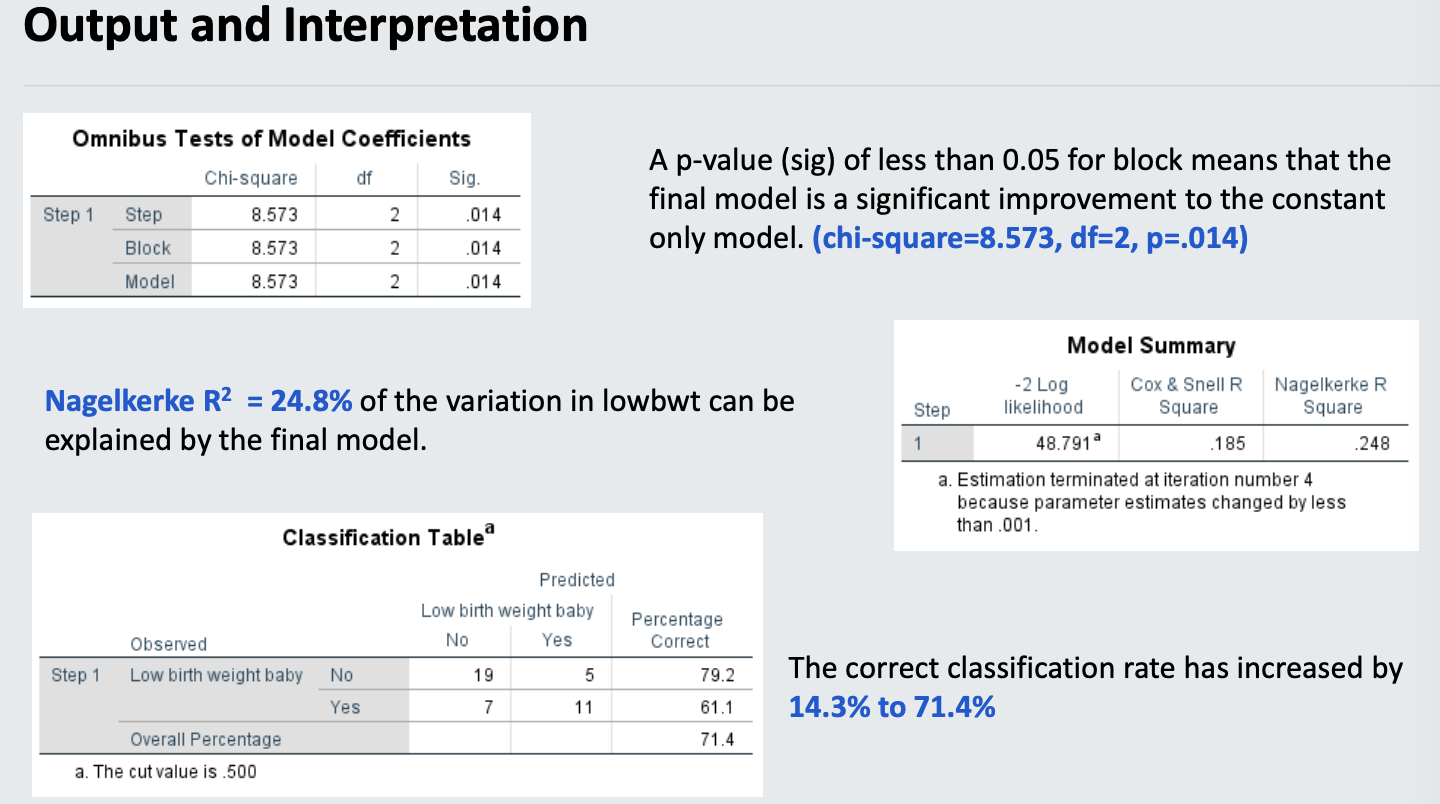 Output and Interpretation
Omnibus Tests of Model Coefficients
Chi-square df Sig.
Step 1 Step 8.573 2 .014
Block 8.573 2 .014
Model 8.573 2 .014
A p-value (sig) of less than 0.05 for block means that the
final model is a significant improvement to the constant
only model. (chi-square=8.573, df=2, p=.014)
Nagelkerke R² = 24.8% of the variation in lowbwt can be
explained by the final model.
Model Summary
Step -2 Log likelihood Cox & Snell R Square Nagelkerke R Square
1 48.791ᵃ .185 .248
a. Estimation terminated at iteration number 4
because parameter estimates changed by less
than .001.
Classification Tableᵃ
Predicted
Low birth weight baby Percentage Correct
Observed No Yes
Step 1 Low birth weight baby No 19 5 79.2
Yes 7 11 61.1
Overall Percentage 71.4
a. The cut value is .500
The correct classification rate has increased by
14.3% to 71.4%